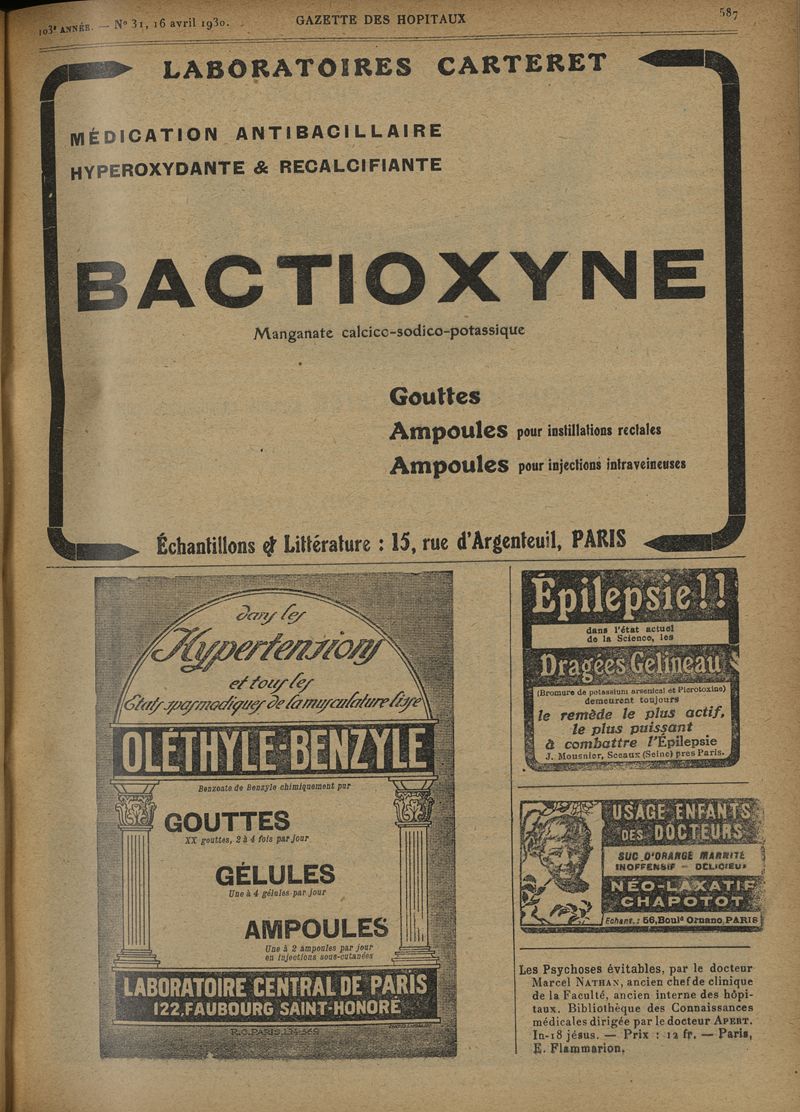 103ᵉ ANNÉE. — Nº 31, 16 avril 1930. GAZETTE DES HOPITAUX 587
LABORATOIRES CARTERET
MÉDICATION ANTIBACILLAIRE
HYPEROXYDANTE & RECALCIFIANTE
BACTIOXYNE
Manganate calcico-sodico-potassique
Gouttes
Ampoules pour instillations rectales
Ampoules pour injections intraveineuses
Échantillons & Littérature : 15, rue d'Argenteuil, PARIS
dans les
Hypertensions
et tous les
États spasmodiques de la musculature lisse
OLÉTHYLE-BENZYLE
Benzoate de Benzyle chimiquement pur
GOUTTES
XX gouttes, 2 à 4 fois par jour
GÉLULES
Une à 4 gélules par jour
AMPOULES
Une à 2 ampoules par jour
en injections sous-cutanées
LABORATOIRE CENTRAL DE PARIS
122, FAUBOURG SAINT-HONORÉ
Épilepsie!!
dans l'état actuel
de la Science, les
Dragées Gelineau
(Bromure de potassium arsenical et Picrotoxine)
demeurent toujours
le remède le plus actif,
le plus puissant
à combattre l'Épilepsie
J. Mousnier, Sceaux (Seine) près Paris.
USAGE ENFANTS
DES DOCTEURS
SUC D'ORANGE MANNITÉ
INOFFENSIF — DÉLICIEUX
NÉO-LAXATIF
CHAPOTOT
Echant.: 56, Boulᵈ Ornano, PARIS
Les Psychoses évitables, par le docteur
Marcel NATHAN, ancien chef de clinique
de la Faculté, ancien interne des hôpi-
taux. Bibliothèque des Connaissances
médicales dirigée par le docteur APERT.
In-18 jésus. — Prix : 12 fr. — Paris,
E. Flammarion.